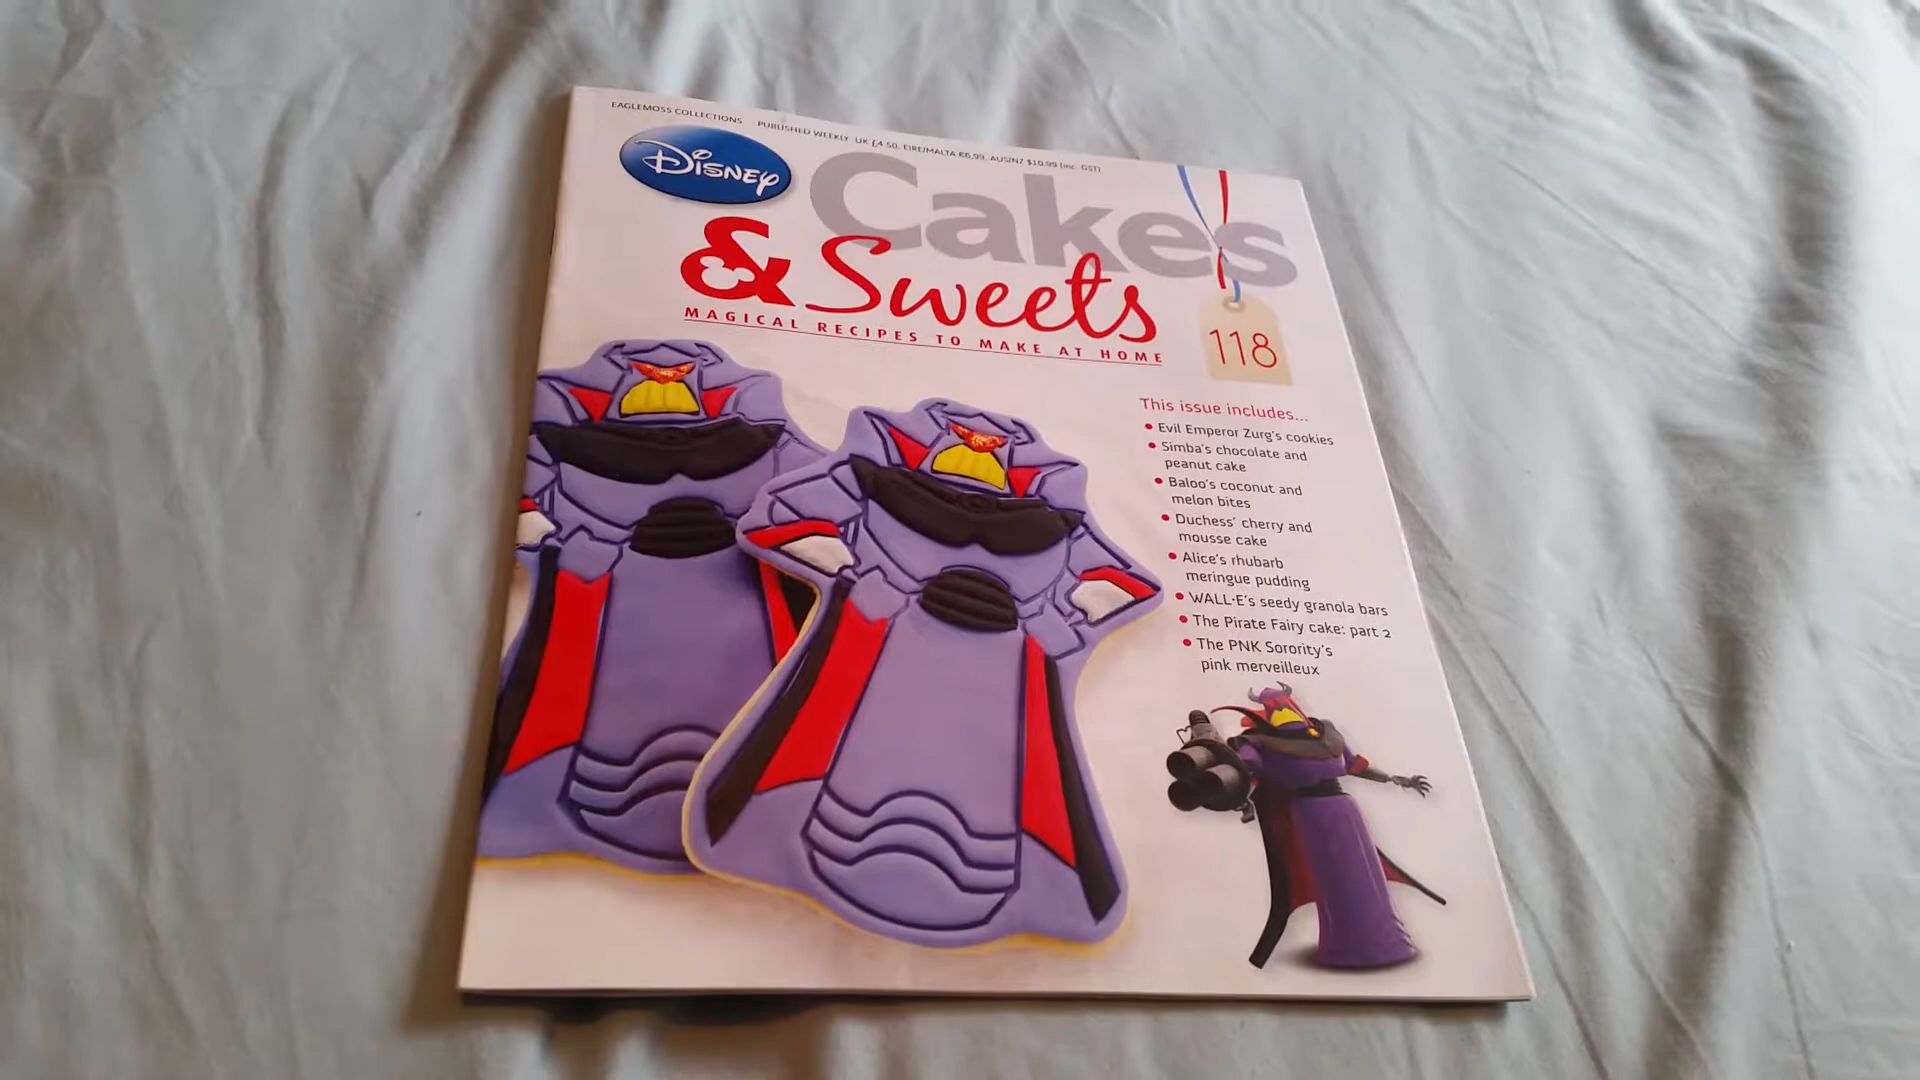 EAGLEMOSS COLLECTIONS PUBLISHED WEEKLY UK £4.50, EIRE/MALTA €6,99, AUS/NZ $10.99 (inc. GST)
Disney
Cakes
& Sweets
MAGICAL RECIPES TO MAKE AT HOME
118
This issue includes...
• Evil Emperor Zurg's cookies
• Simba's chocolate and
peanut cake
• Baloo's coconut and
melon bites
• Duchess' cherry and
mousse cake
• Alice's rhubarb
meringue pudding
• WALL•E's seedy granola bars
• The Pirate Fairy cake: part 2
• The PNK Sorority's
pink merveilleux